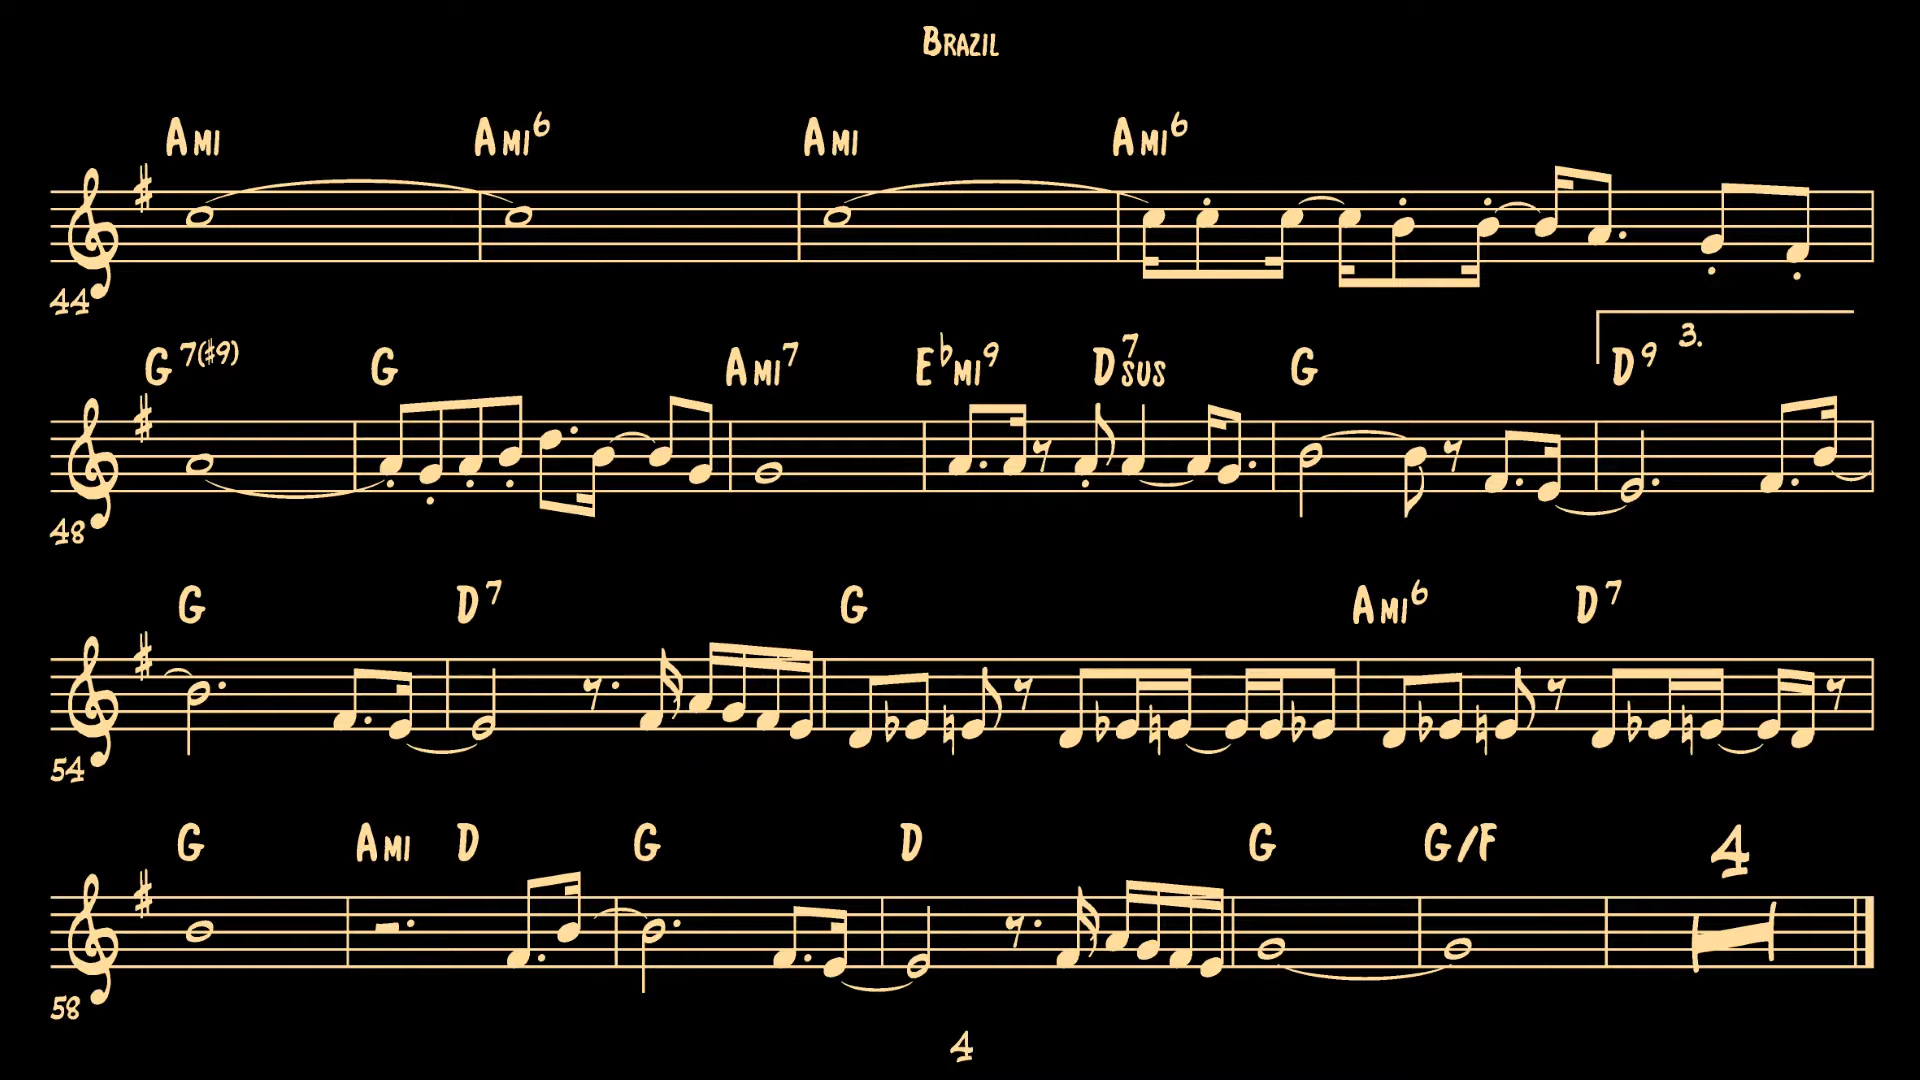 BRAZIL
AMI AMI6 AMI AMI6
44
G7(#9) G AMI7 E♭MI9 D7SUS G D9 3.
48
G D7 G AMI6 D7
54
G AMI D G D G G/F 4
58
4